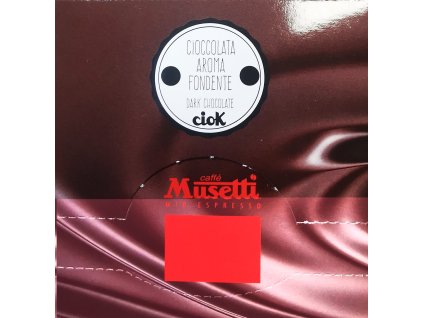 CIOCCOLATA
AROMA
FONDENTE
DARK CHOCOLATE
ciok
caffè
Musetti
MIO ESPRESSO